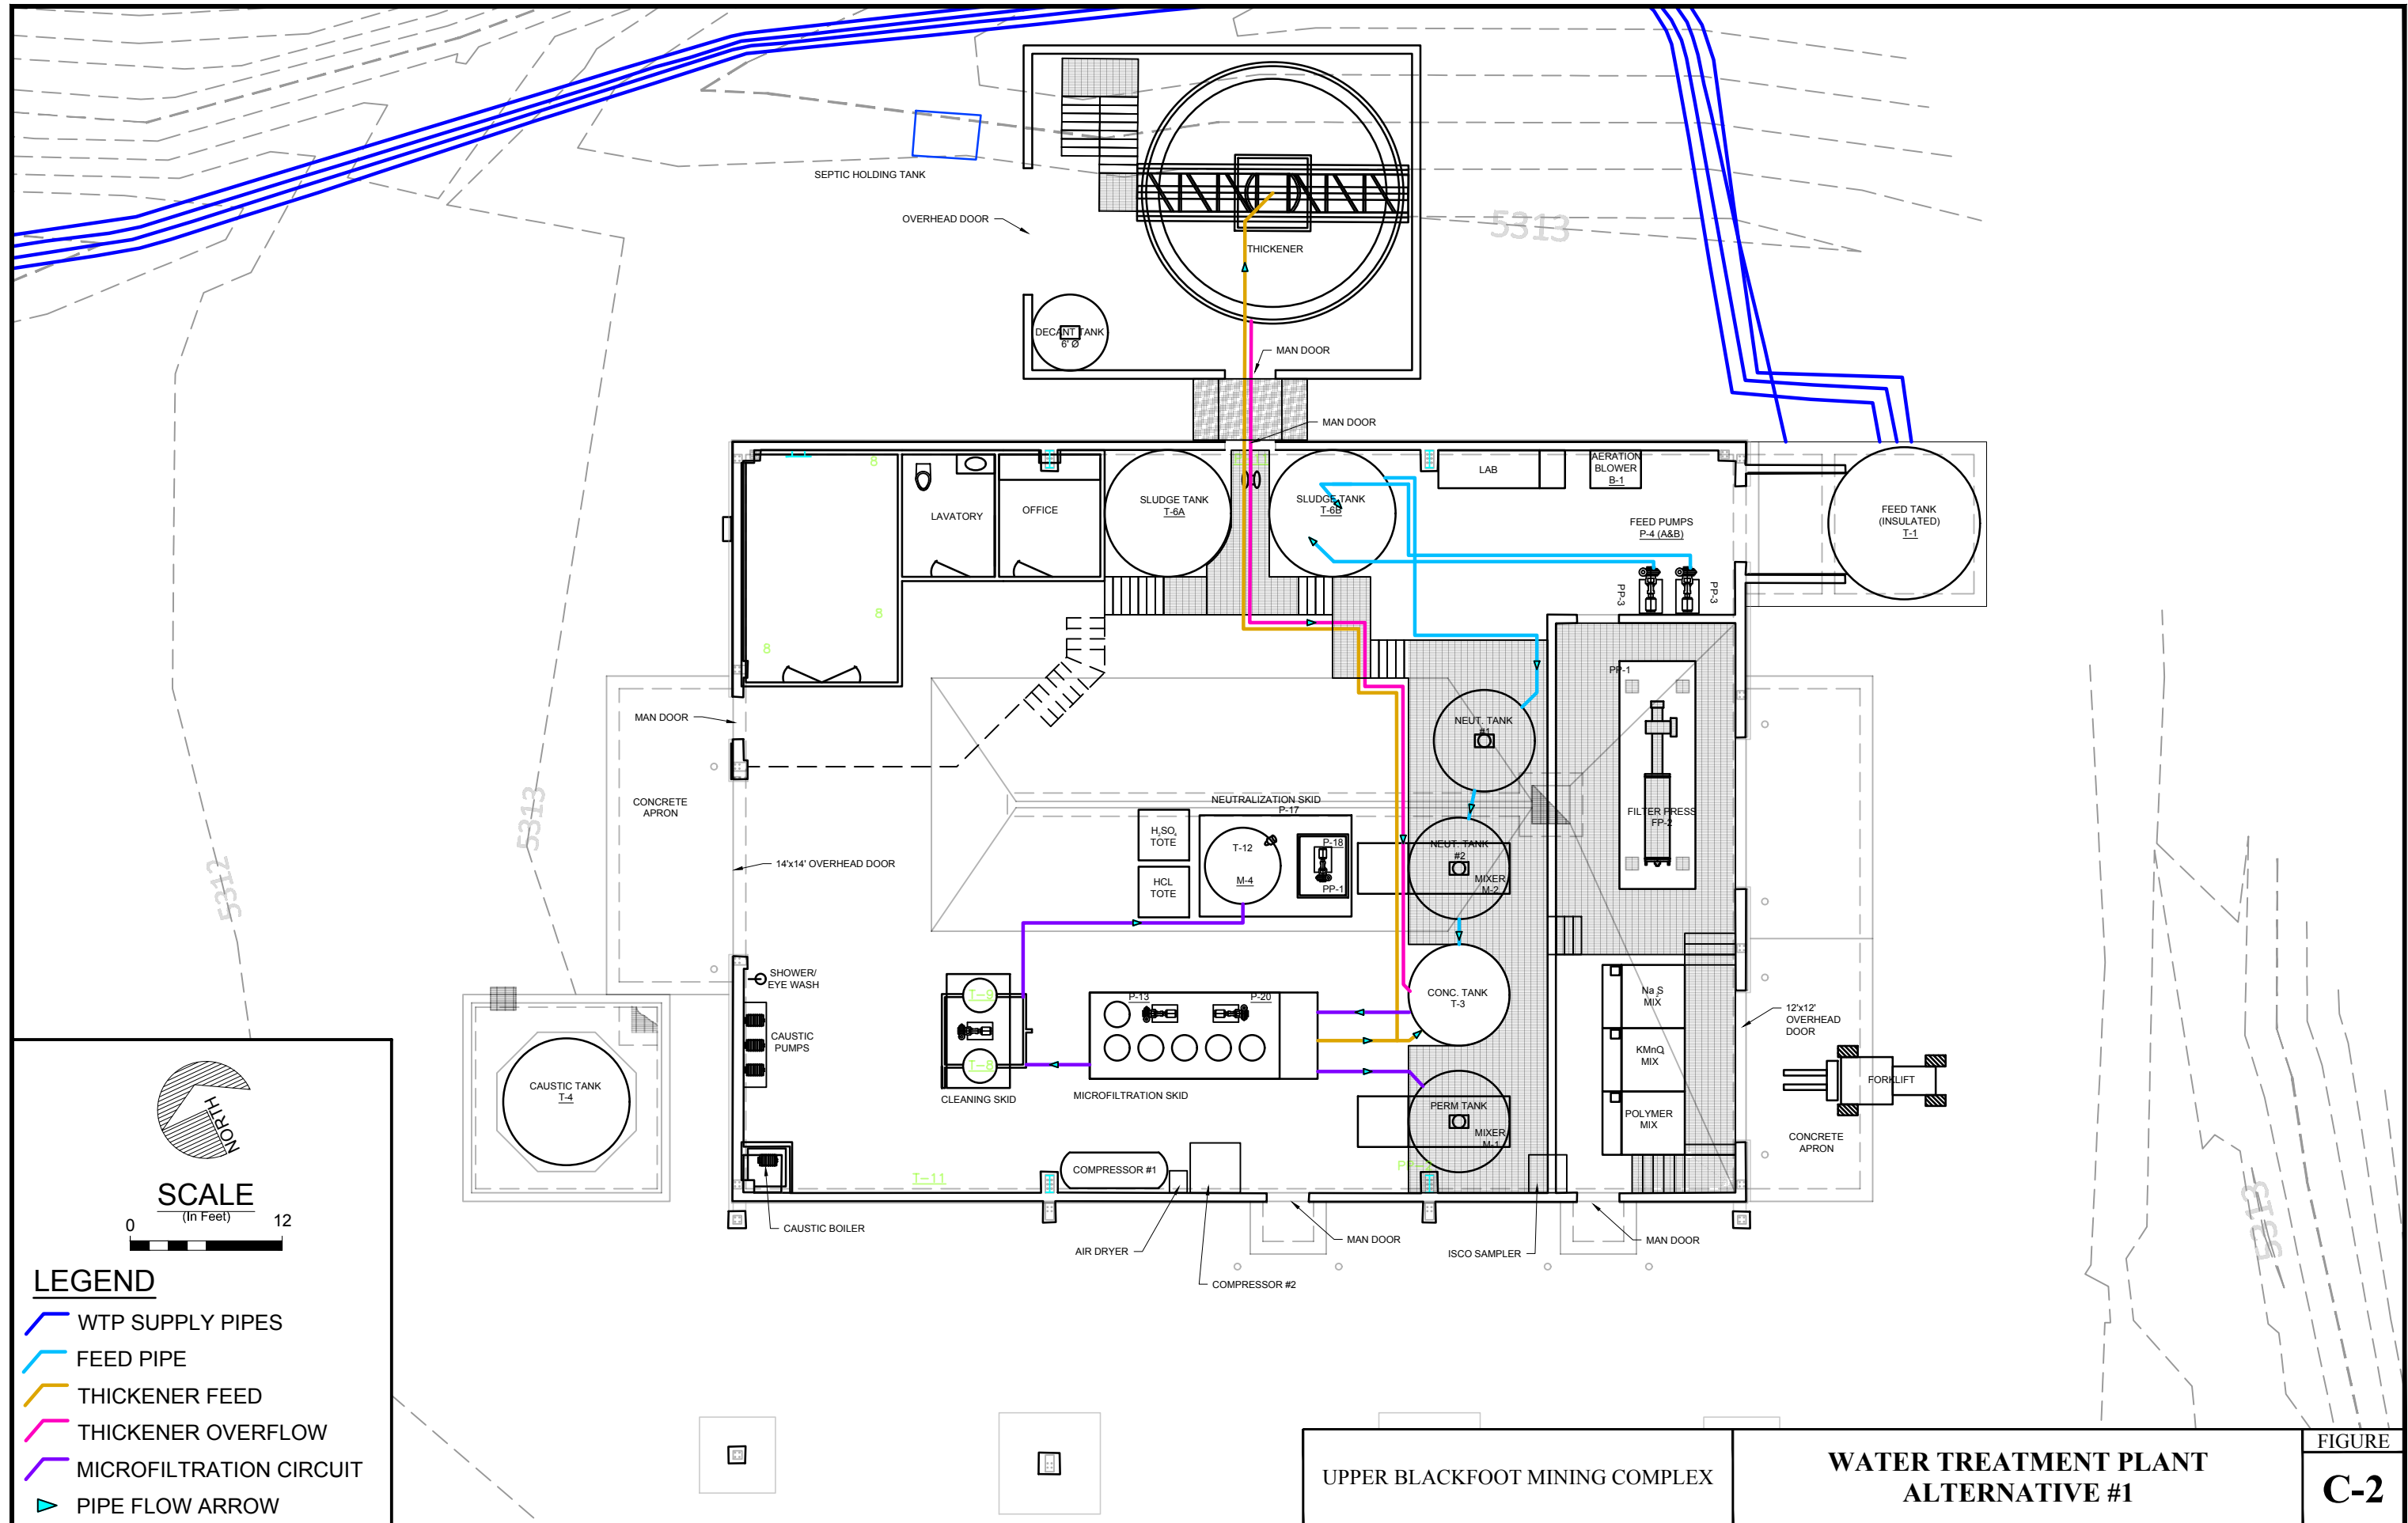 SEPTIC HOLDING TANK
OVERHEAD DOOR
THICKENER
5313
DECANT TANK
6' Ø
MAN DOOR
MAN DOOR
8
LAVATORY
OFFICE
SLUDGE TANK
T-6A
SLUDGE TANK
T-6B
LAB
AERATION
BLOWER
B-1
FEED PUMPS
P-4 (A&B)
FEED TANK
(INSULATED)
T-1
PP-3
PP-3
8
8
PP-1
MAN DOOR
NEUT. TANK
#1
CONCRETE
APRON
5313
5312
14'x14' OVERHEAD DOOR
NEUTRALIZATION SKID
P-17
H₂SO₄
TOTE
HCL
TOTE
T-12
M-4
P-18
PP-1
NEUT. TANK
#2
MIXER
M-2
FILTER PRESS
FP-2
SHOWER/
EYE WASH
T-9
T-8
CLEANING SKID
P-13
P-20
MICROFILTRATION SKID
CONC. TANK
T-3
Na₂S
MIX
KMnO₄
MIX
POLYMER
MIX
12'x12'
OVERHEAD
DOOR
FORKLIFT
CONCRETE
APRON
CAUSTIC
PUMPS
CAUSTIC TANK
T-4
PERM TANK
MIXER
M-1
T-11
COMPRESSOR #1
CAUSTIC BOILER
AIR DRYER
COMPRESSOR #2
MAN DOOR
ISCO SAMPLER
MAN DOOR
5313
NORTH
SCALE
(In Feet)
0 12
LEGEND
WTP SUPPLY PIPES
FEED PIPE
THICKENER FEED
THICKENER OVERFLOW
MICROFILTRATION CIRCUIT
PIPE FLOW ARROW
UPPER BLACKFOOT MINING COMPLEX
WATER TREATMENT PLANT
ALTERNATIVE #1
FIGURE
C-2